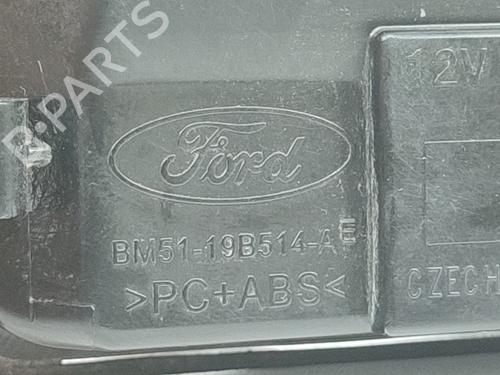 B-PARTS
12V
Ford
BM51-19B514-AE
>PC+ABS<
CZECH